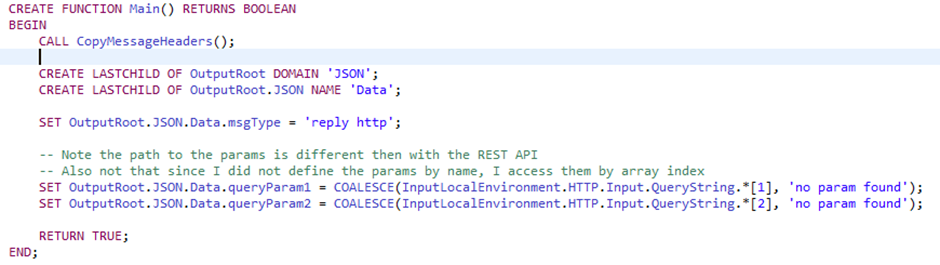 CREATE FUNCTION Main() RETURNS BOOLEAN
BEGIN
CALL CopyMessageHeaders();
CREATE LASTCHILD OF OutputRoot DOMAIN 'JSON';
CREATE LASTCHILD OF OutputRoot.JSON NAME 'Data';
SET OutputRoot.JSON.Data.msgType = 'reply http';
-- Note the path to the params is different then with the REST API
-- Also not that since I did not define the params by name, I access them by array index
SET OutputRoot.JSON.Data.queryParam1 = COALESCE(InputLocalEnvironment.HTTP.Input.QueryString.*[1], 'no param found');
SET OutputRoot.JSON.Data.queryParam2 = COALESCE(InputLocalEnvironment.HTTP.Input.QueryString.*[2], 'no param found');
RETURN TRUE;
END;